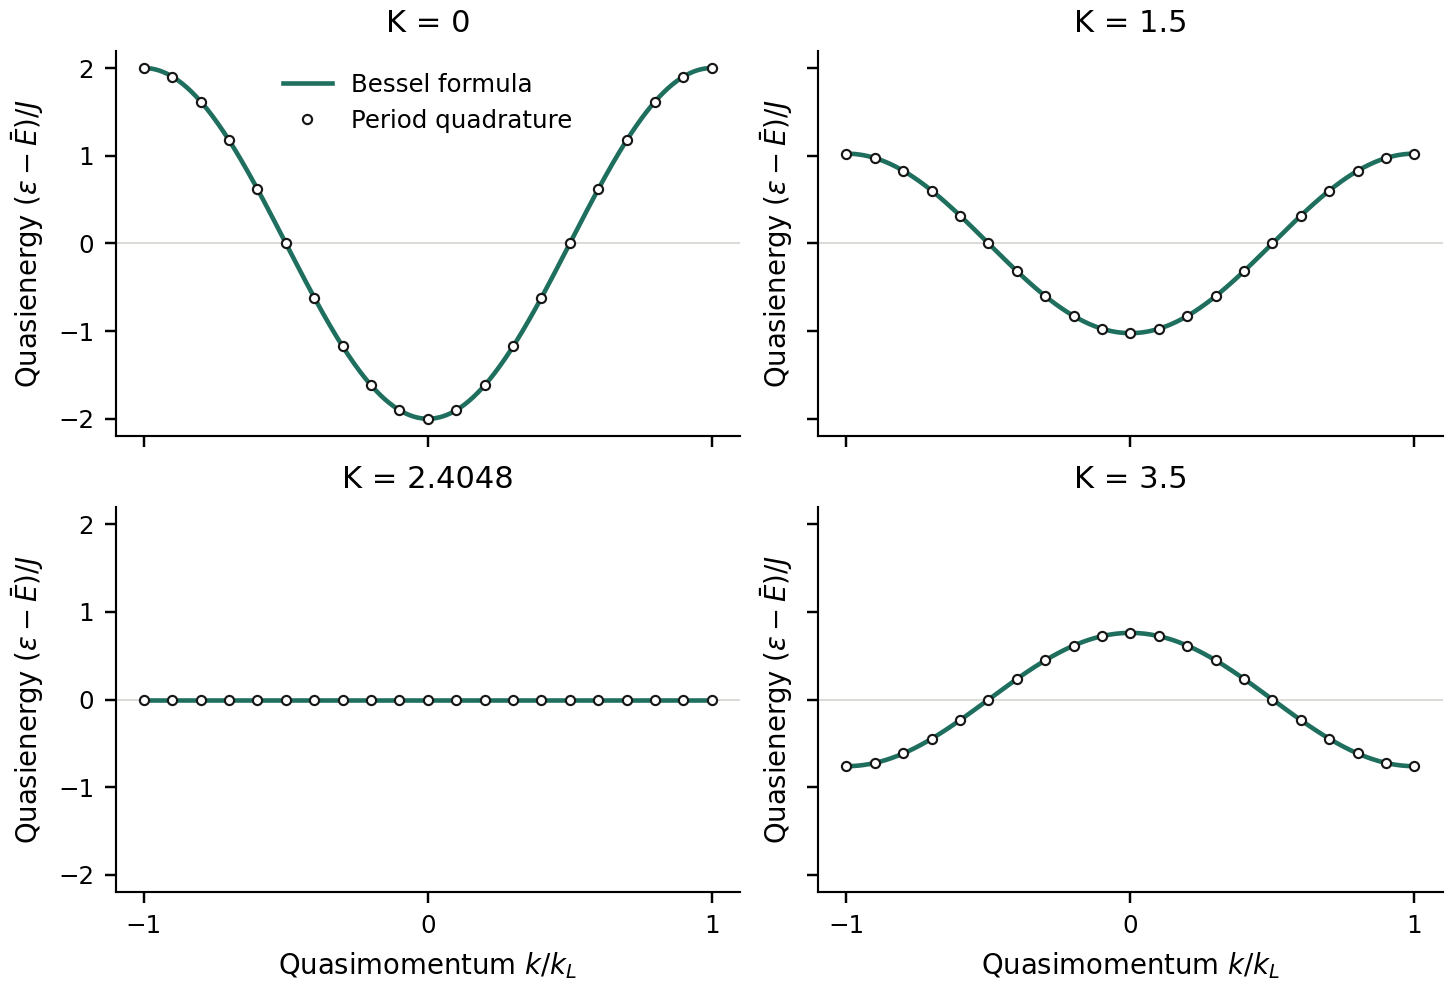 K = 0
Quasienergy (ε − Ē)/J
2
1
0
−1
−2
Bessel formula
Period quadrature
K = 1.5
Quasienergy (ε − Ē)/J
K = 2.4048
Quasienergy (ε − Ē)/J
2
1
0
−1
−2
−1
0
1
Quasimomentum k/k_L
K = 3.5
Quasienergy (ε − Ē)/J
−1
0
1
Quasimomentum k/k_L